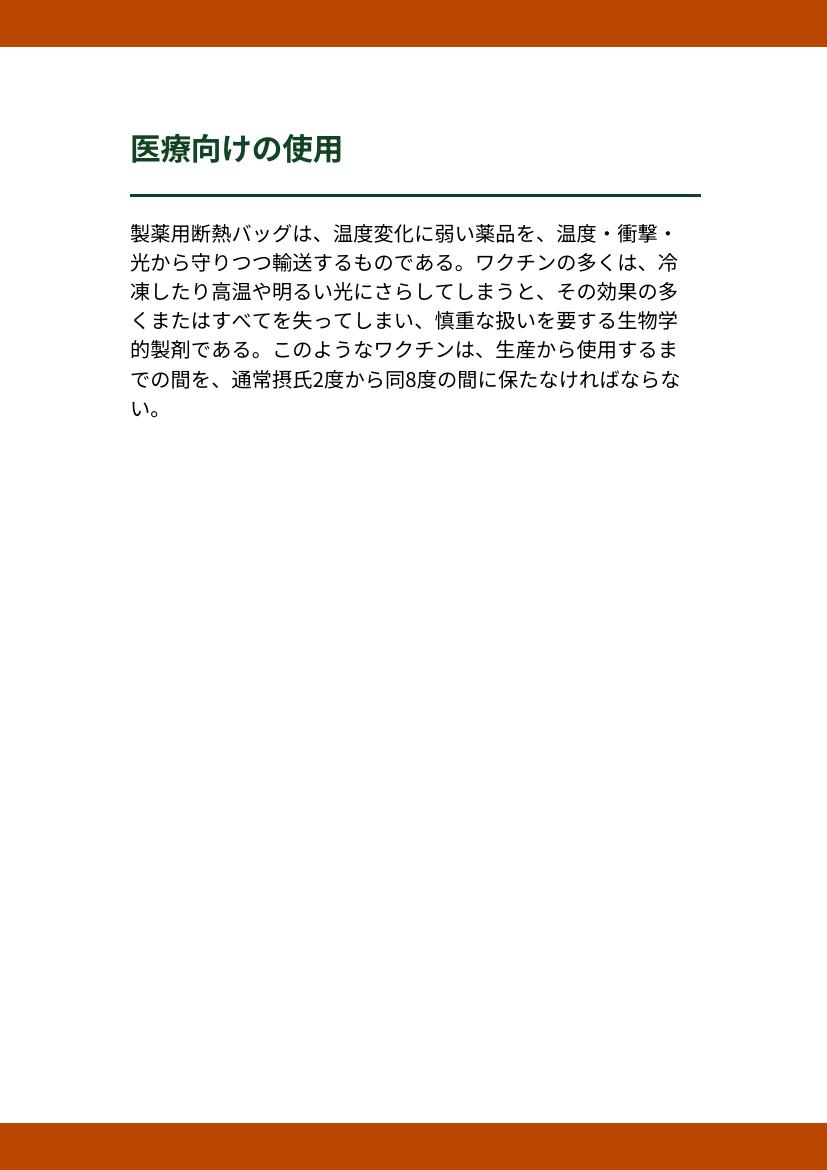 医療向けの使用
製薬用断熱バッグは、温度変化に弱い薬品を、温度・衝撃・
光から守りつつ輸送するものである。ワクチンの多くは、冷
凍したり高温や明るい光にさらしてしまうと、その効果の多
くまたはすべてを失ってしまい、慎重な扱いを要する生物学
的製剤である。このようなワクチンは、生産から使用するま
での間を、通常摂氏2度から同8度の間に保たなければならな
い。